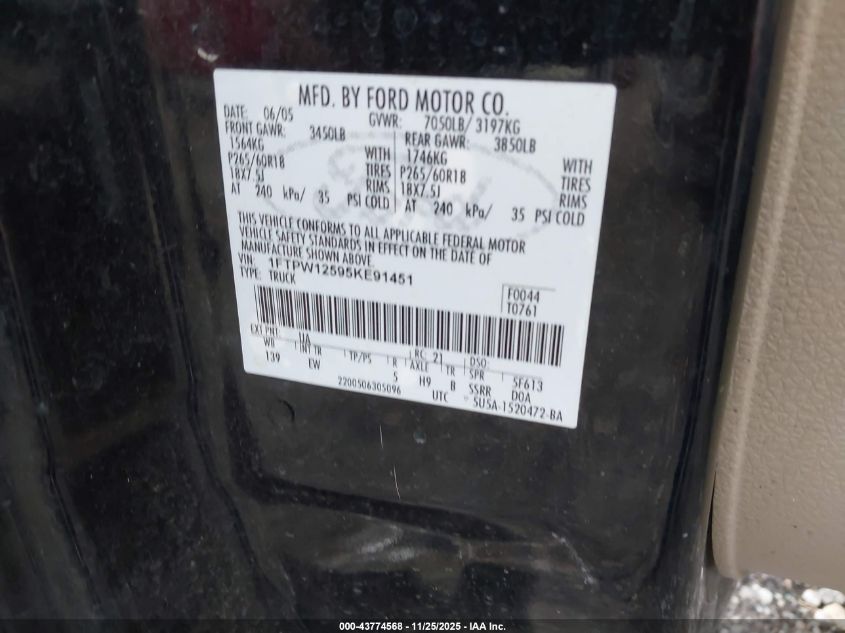 MFD. BY FORD MOTOR CO.
DATE: 06/05 GVWR: 7050LB/ 3197KG
FRONT GAWR: 3450LB REAR GAWR: 3850LB
1564KG WITH 1746KG WITH
P265/60R18 TIRES P265/60R18 TIRES
18X7.5J RIMS 18X7.5J RIMS
AT 240 kPa/ 35 PSI COLD AT 240 kPa/ 35 PSI COLD
THIS VEHICLE CONFORMS TO ALL APPLICABLE FEDERAL MOTOR
VEHICLE SAFETY STANDARDS IN EFFECT ON THE DATE OF
MANUFACTURE SHOWN ABOVE.
VIN: 1FTPW12595KE91451
TYPE: TRUCK
F0044
T0761
EXT PNT: UA RC: 21 DSO:
WB INT TR TP/PS R AXLE TR SPR 5F613
139 EW 5 H9 B SSRR DOA
2200506305096 UTC 5U5A-1520472-BA
000-43774568 - 11/25/2025 - IAA Inc.